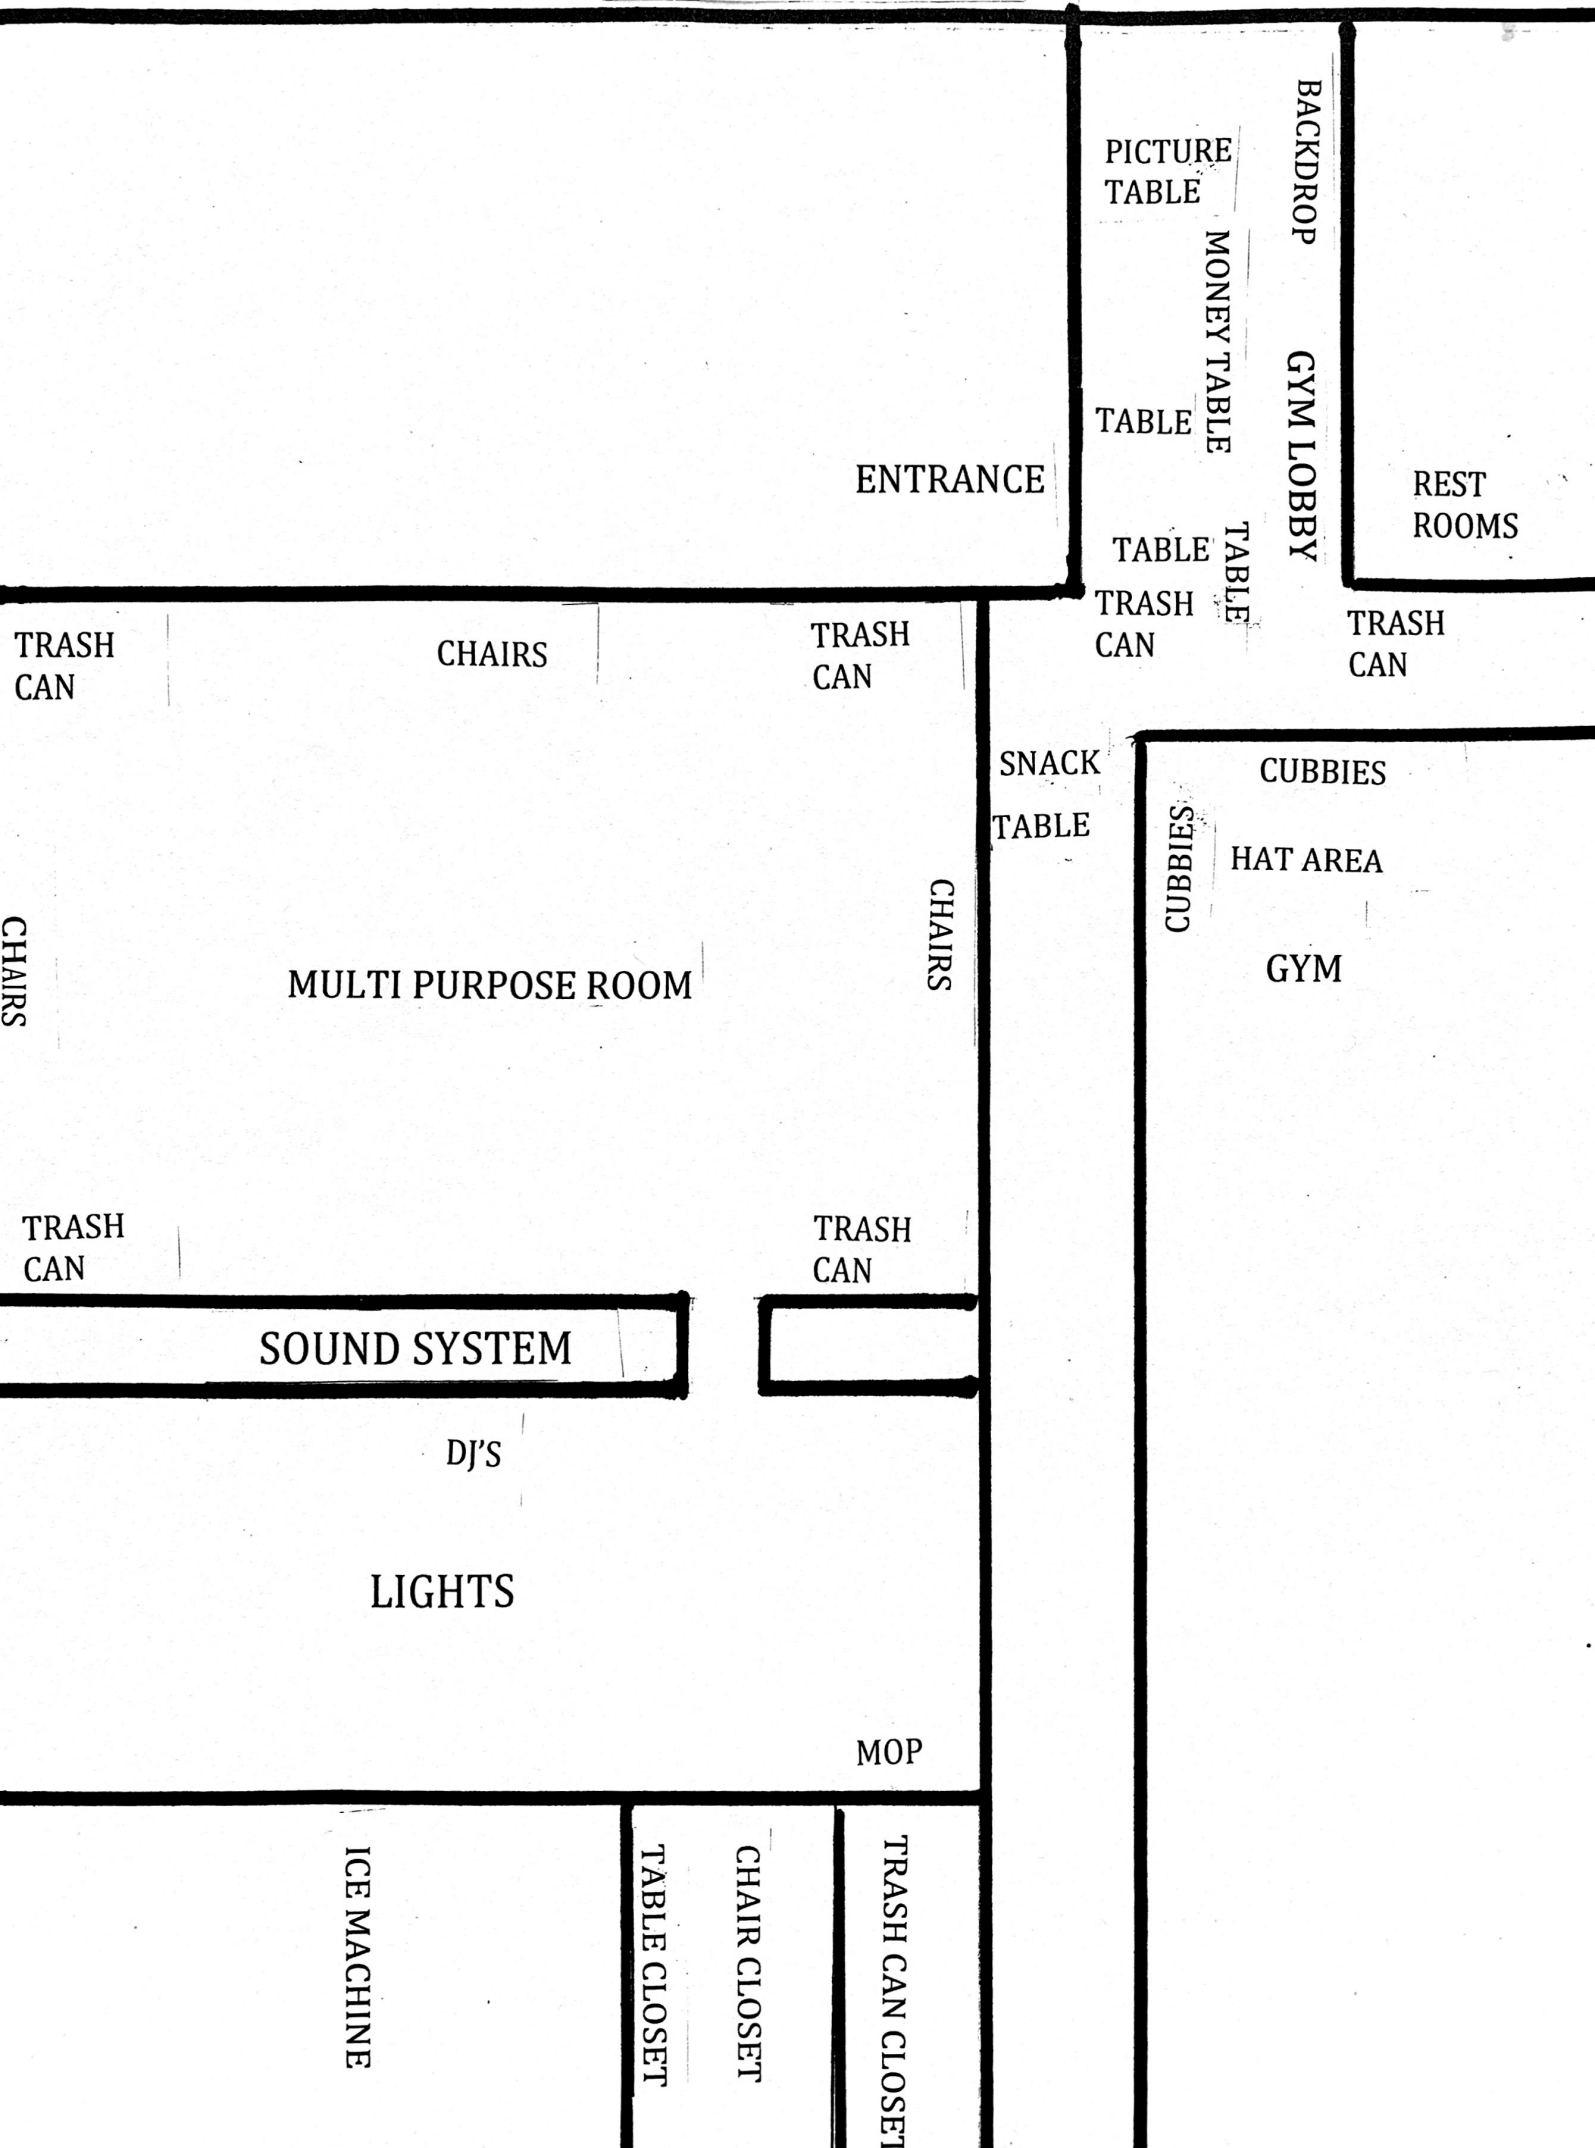 BACKDROP
PICTURE
TABLE
MONEY TABLE
GYM LOBBY
TABLE
ENTRANCE
REST
ROOMS
TABLE
TABLE
TRASH
CAN
TRASH
CAN
TRASH
CAN
CHAIRS
TRASH
CAN
SNACK
TABLE
CUBBIES
CUBBIES
HAT AREA
CHAIRS
CHAIRS
MULTI PURPOSE ROOM
GYM
TRASH
CAN
TRASH
CAN
SOUND SYSTEM
DJ'S
LIGHTS
MOP
ICE MACHINE
TABLE CLOSET
CHAIR CLOSET
TRASH CAN CLOSET